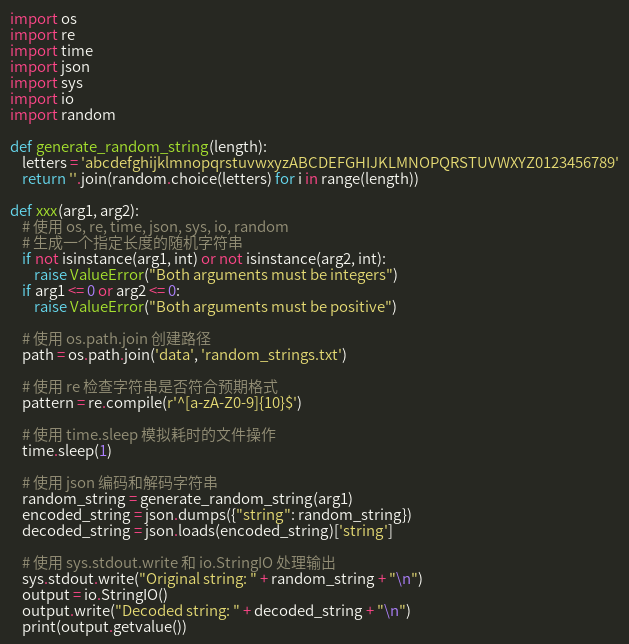 import os
import re
import time
import json
import sys
import io
import random

def generate_random_string(length):
    letters = 'abcdefghijklmnopqrstuvwxyzABCDEFGHIJKLMNOPQRSTUVWXYZ0123456789'
    return ''.join(random.choice(letters) for i in range(length))

def xxx(arg1, arg2):
    # 使用 os, re, time, json, sys, io, random
    # 生成一个指定长度的随机字符串
    if not isinstance(arg1, int) or not isinstance(arg2, int):
        raise ValueError("Both arguments must be integers")
    if arg1 <= 0 or arg2 <= 0:
        raise ValueError("Both arguments must be positive")

    # 使用 os.path.join 创建路径
    path = os.path.join('data', 'random_strings.txt')

    # 使用 re 检查字符串是否符合预期格式
    pattern = re.compile(r'^[a-zA-Z0-9]{10}$')

    # 使用 time.sleep 模拟耗时的文件操作
    time.sleep(1)

    # 使用 json 编码和解码字符串
    random_string = generate_random_string(arg1)
    encoded_string = json.dumps({"string": random_string})
    decoded_string = json.loads(encoded_string)['string']

    # 使用 sys.stdout.write 和 io.StringIO 处理输出
    sys.stdout.write("Original string: " + random_string + "\n")
    output = io.StringIO()
    output.write("Decoded string: " + decoded_string + "\n")
    print(output.getvalue())